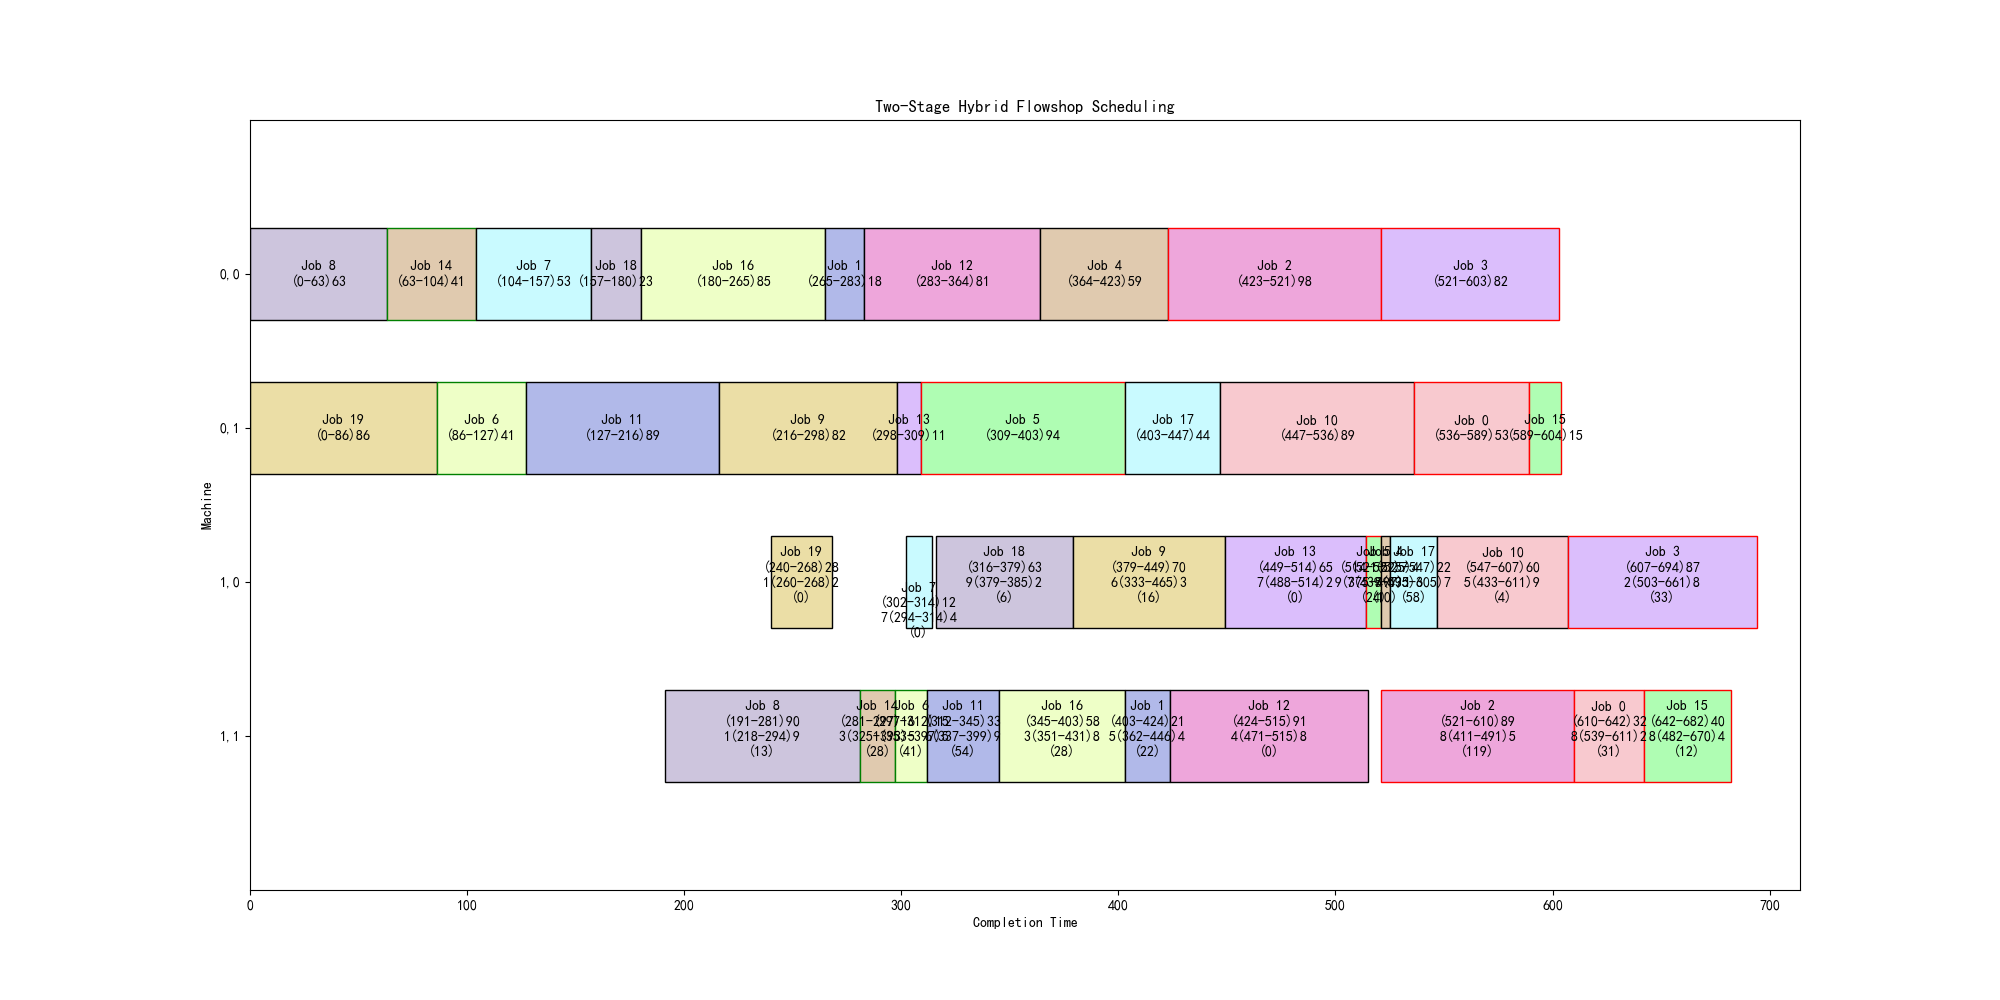 Two-Stage Hybrid Flowshop Scheduling
Machine
0,0
Job 8
(0-63)63
Job 14
(63-104)41
Job 7
(104-157)53
Job 18
(157-180)23
Job 16
(180-265)85
Job 1
(265-283)18
Job 12
(283-364)81
Job 4
(364-423)59
Job 2
(423-521)98
Job 3
(521-603)82
0,1
Job 19
(0-86)86
Job 6
(86-127)41
Job 11
(127-216)89
Job 9
(216-298)82
Job 13
(298-309)11
Job 5
(309-403)94
Job 17
(403-447)44
Job 10
(447-536)89
Job 0
(536-589)53
Job 15
(589-604)15
1,0
Job 19
(240-268)28
1(260-268)2
(0)
Job 7
(302-314)12
7(294-314)4
(0)
Job 18
(316-379)63
9(379-385)2
(6)
Job 9
(379-449)70
6(333-465)3
(16)
Job 13
(449-514)65
7(488-514)2
(0)
Job 17
22
7
(58)
Job 10
(547-607)60
5(433-611)9
(4)
Job 3
(607-694)87
2(503-661)8
(33)
1,1
Job 8
(191-281)90
1(218-294)9
(13)
Job 14
(28)
Job 6
(41)
Job 11
33
(54)
Job 16
(345-403)58
3(351-431)8
(28)
Job 1
(403-424)21
5(362-446)4
(22)
Job 12
(424-515)91
4(471-515)8
(0)
Job 2
(521-610)89
8(411-491)5
(119)
Job 0
(610-642)32
8(539-611)2
(31)
Job 15
(642-682)40
8(482-670)4
(12)
0
100
200
300
400
500
600
700
Completion Time